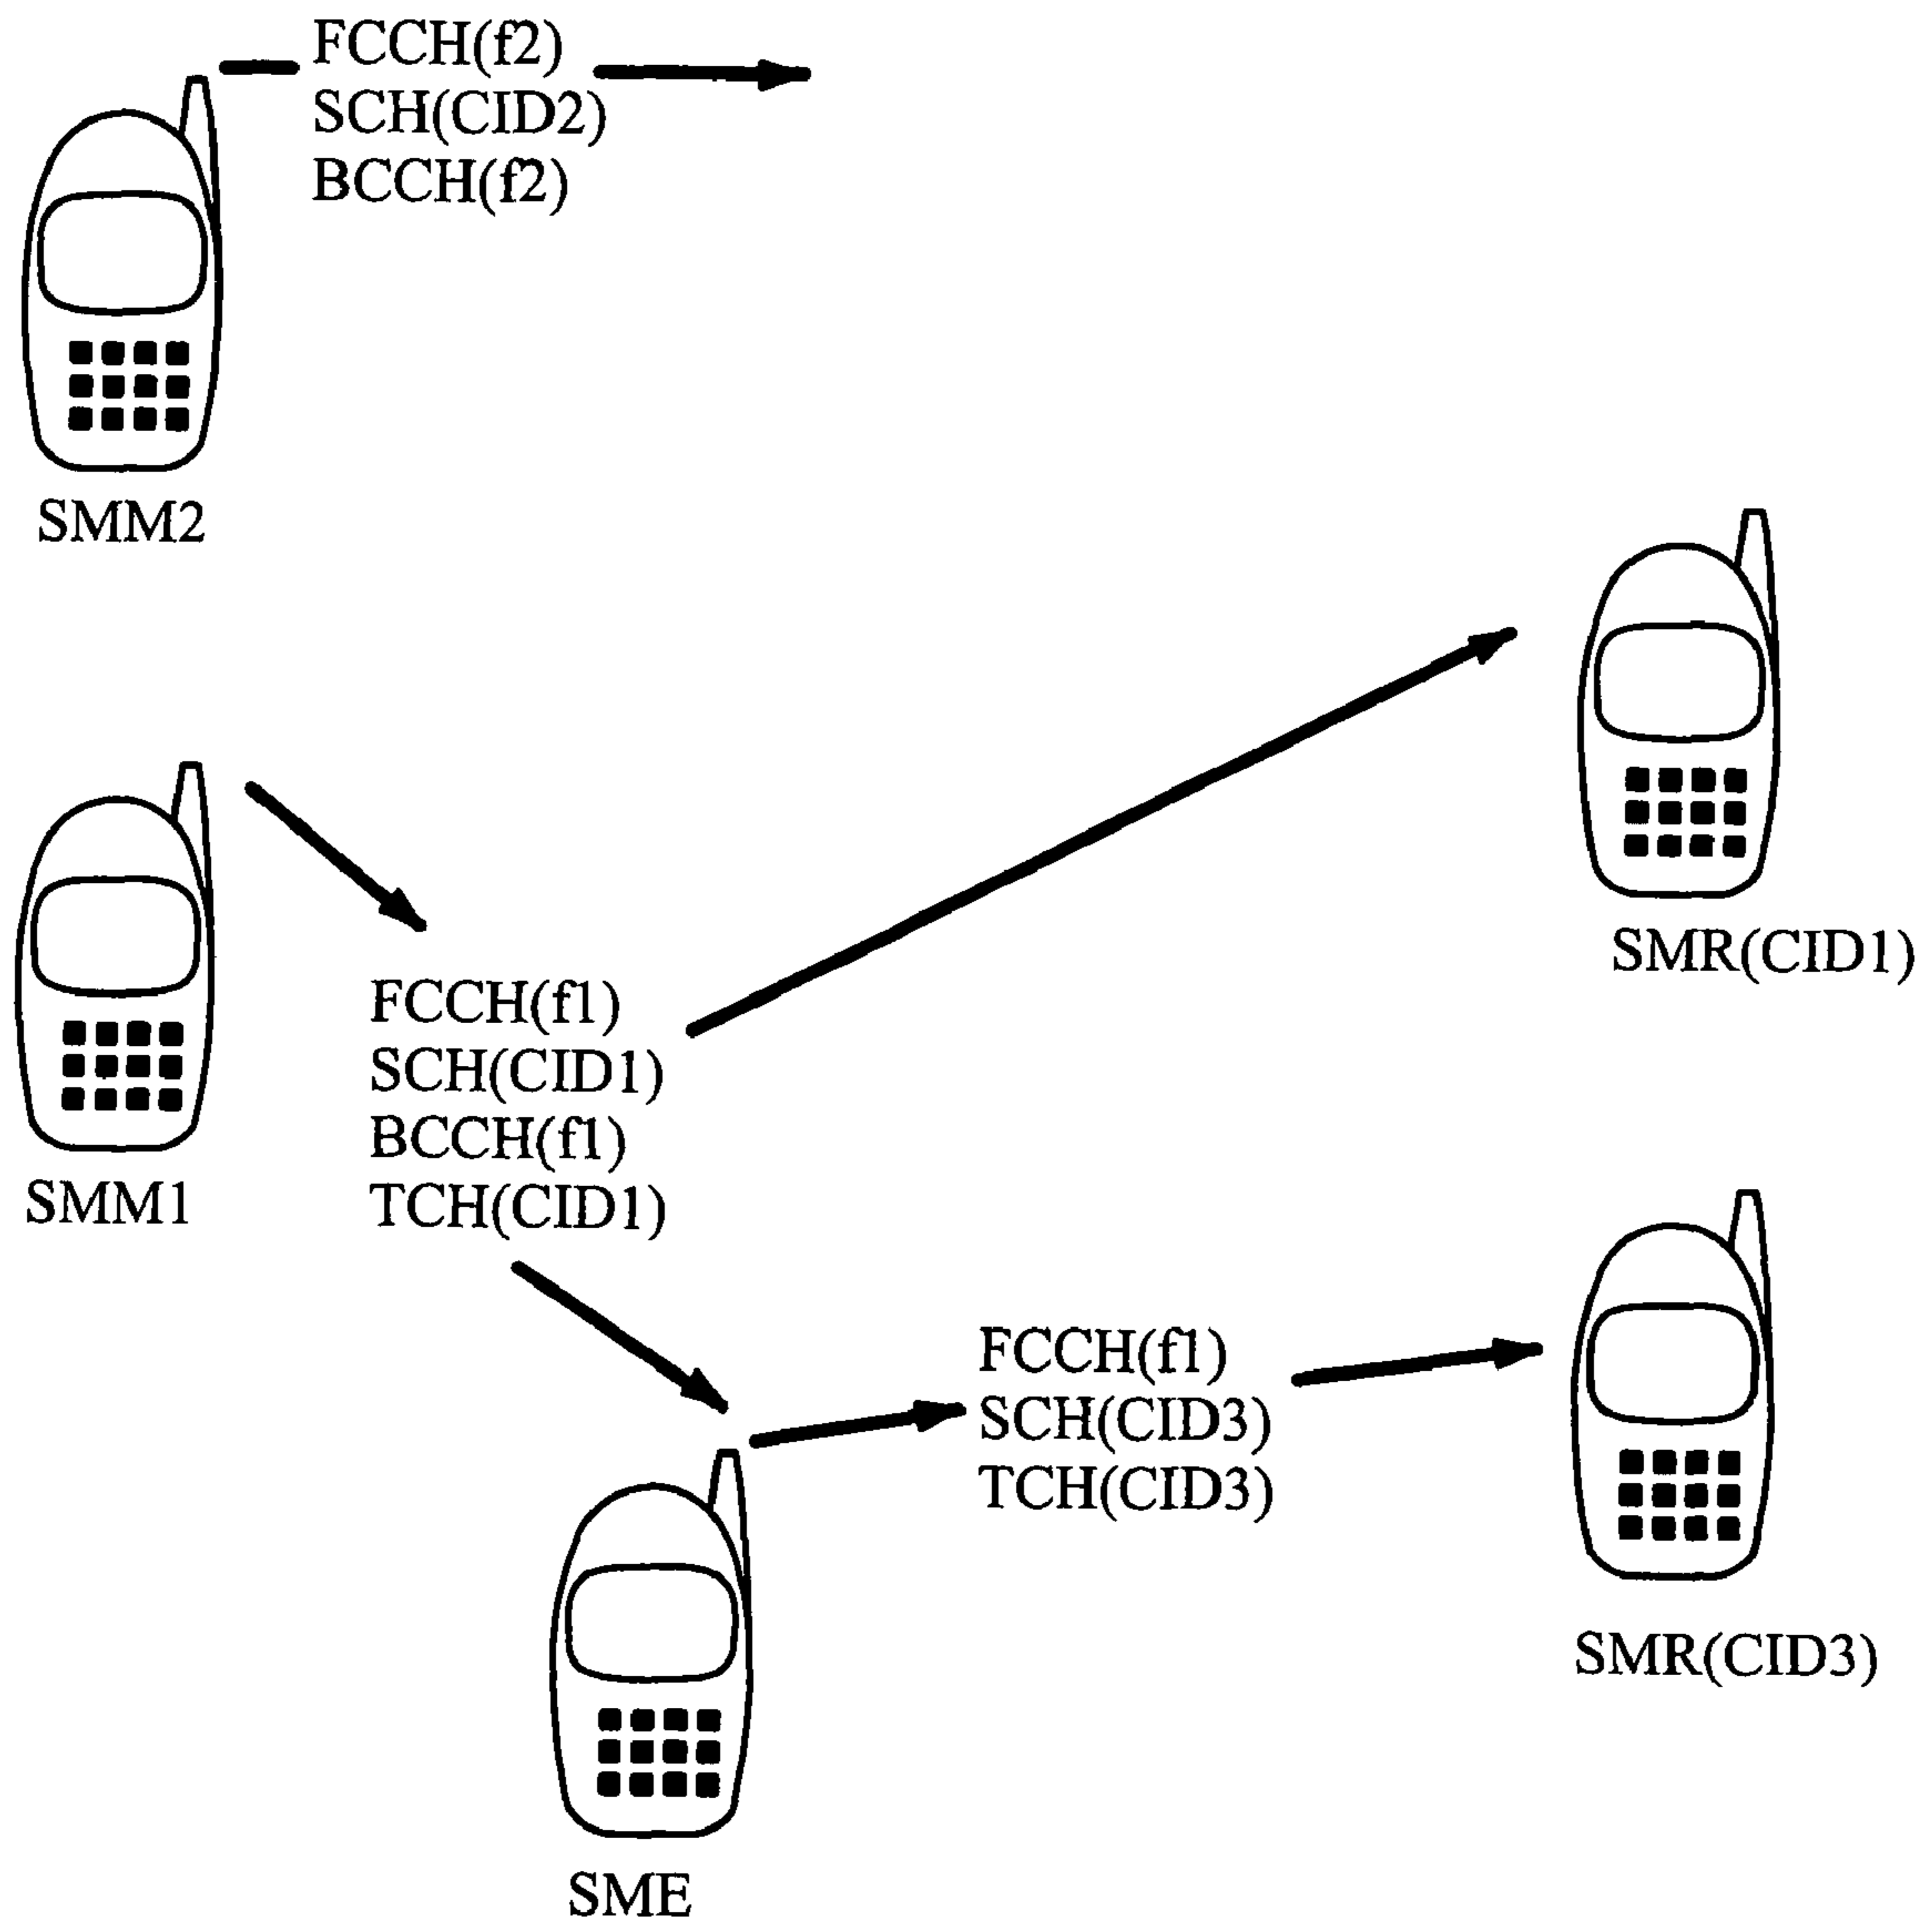 FCCH(f2)
SCH(CID2)
BCCH(f2)
SMM2
SMR(CID1)
FCCH(f1)
SCH(CID1)
BCCH(f1)
TCH(CID1)
SMM1
FCCH(f1)
SCH(CID3)
TCH(CID3)
SMR(CID3)
SME